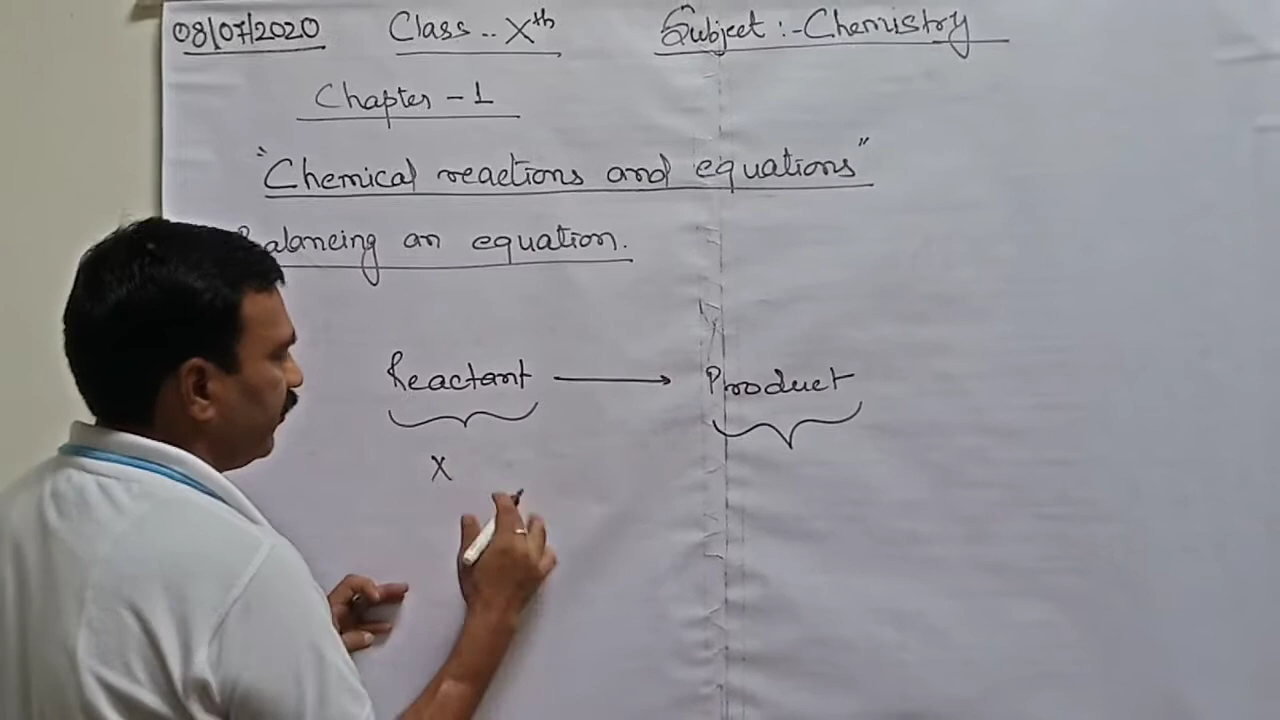 08/07/2020 Class.. Xth Subject :- Chemistry
Chapter - 1
"Chemical reactions and equations"
Balancing an equation.
Reactant → Product
X